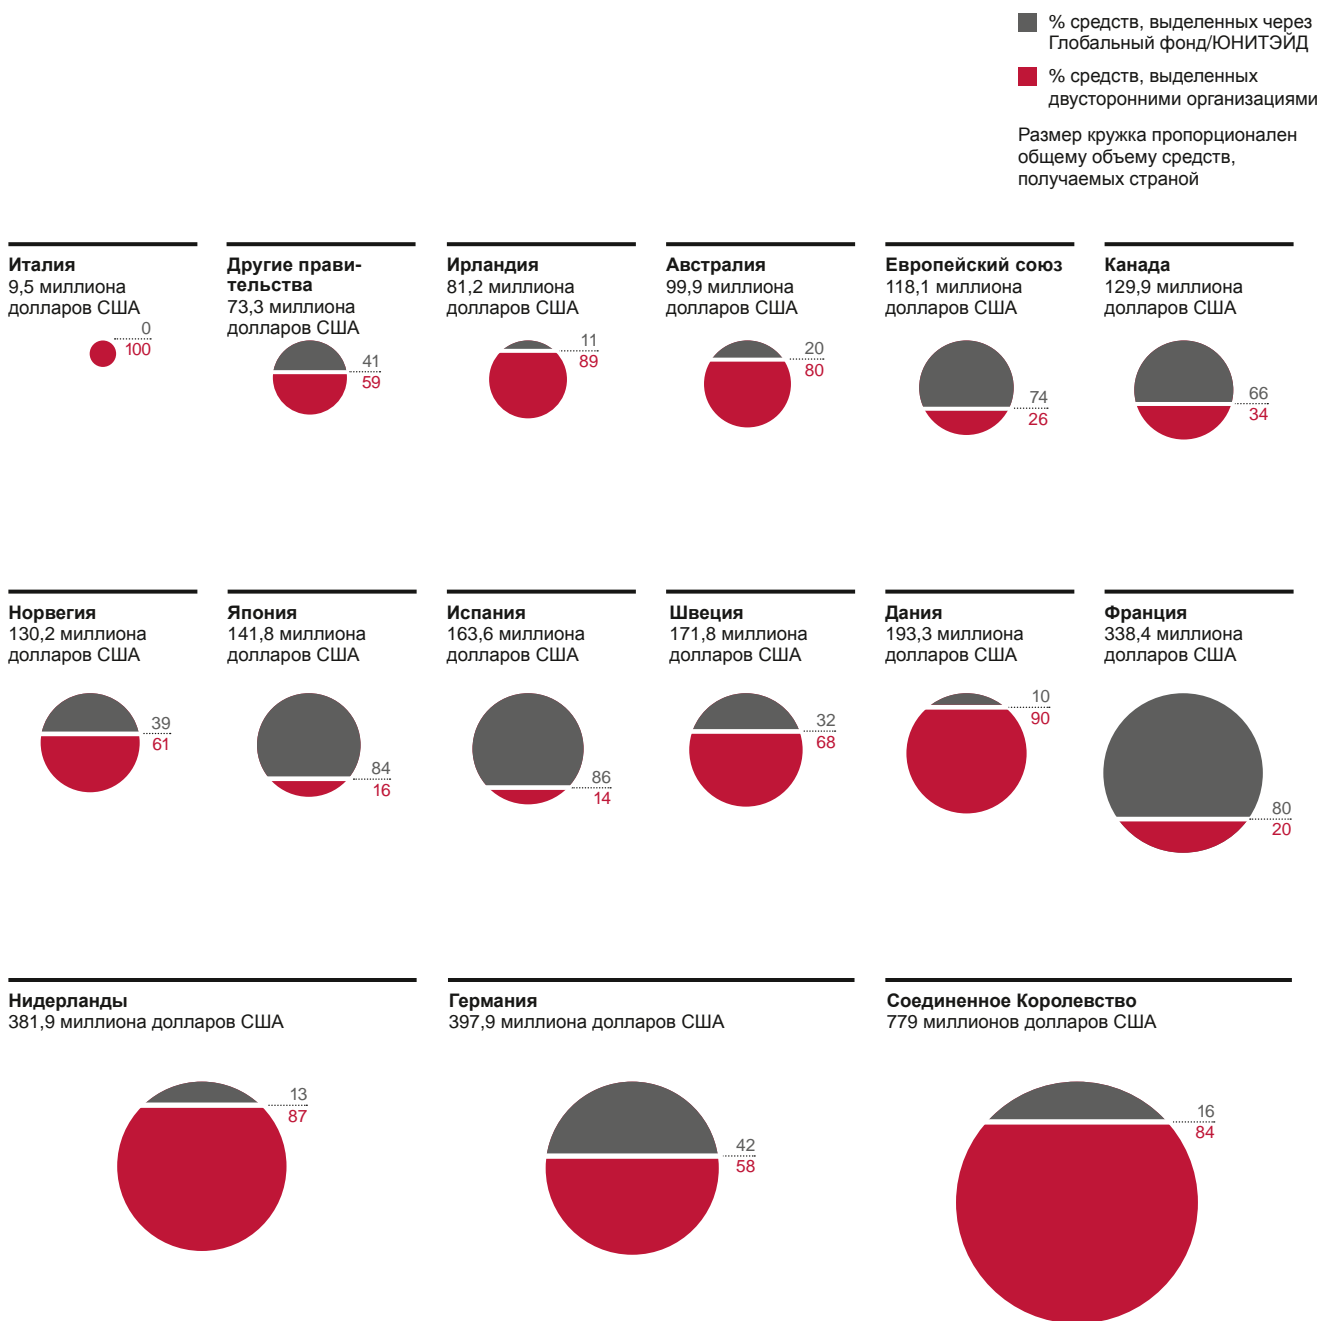 % средств, выделенных через
Глобальный фонд/ЮНИТЭЙД
% средств, выделенных
двусторонними организациями
Размер кружка пропорционален
общему объему средств,
получаемых страной
Италия
9,5 миллиона
долларов США
0
100
Другие прави-
тельства
73,3 миллиона
долларов США
41
59
Ирландия
81,2 миллиона
долларов США
11
89
Австралия
99,9 миллиона
долларов США
20
80
Европейский союз
118,1 миллиона
долларов США
74
26
Канада
129,9 миллиона
долларов США
66
34
Норвегия
130,2 миллиона
долларов США
39
61
Япония
141,8 миллиона
долларов США
84
16
Испания
163,6 миллиона
долларов США
86
14
Швеция
171,8 миллиона
долларов США
32
68
Дания
193,3 миллиона
долларов США
10
90
Франция
338,4 миллиона
долларов США
80
20
Нидерланды
381,9 миллиона долларов США
13
87
Германия
397,9 миллиона долларов США
42
58
Соединенное Королевство
779 миллионов долларов США
16
84